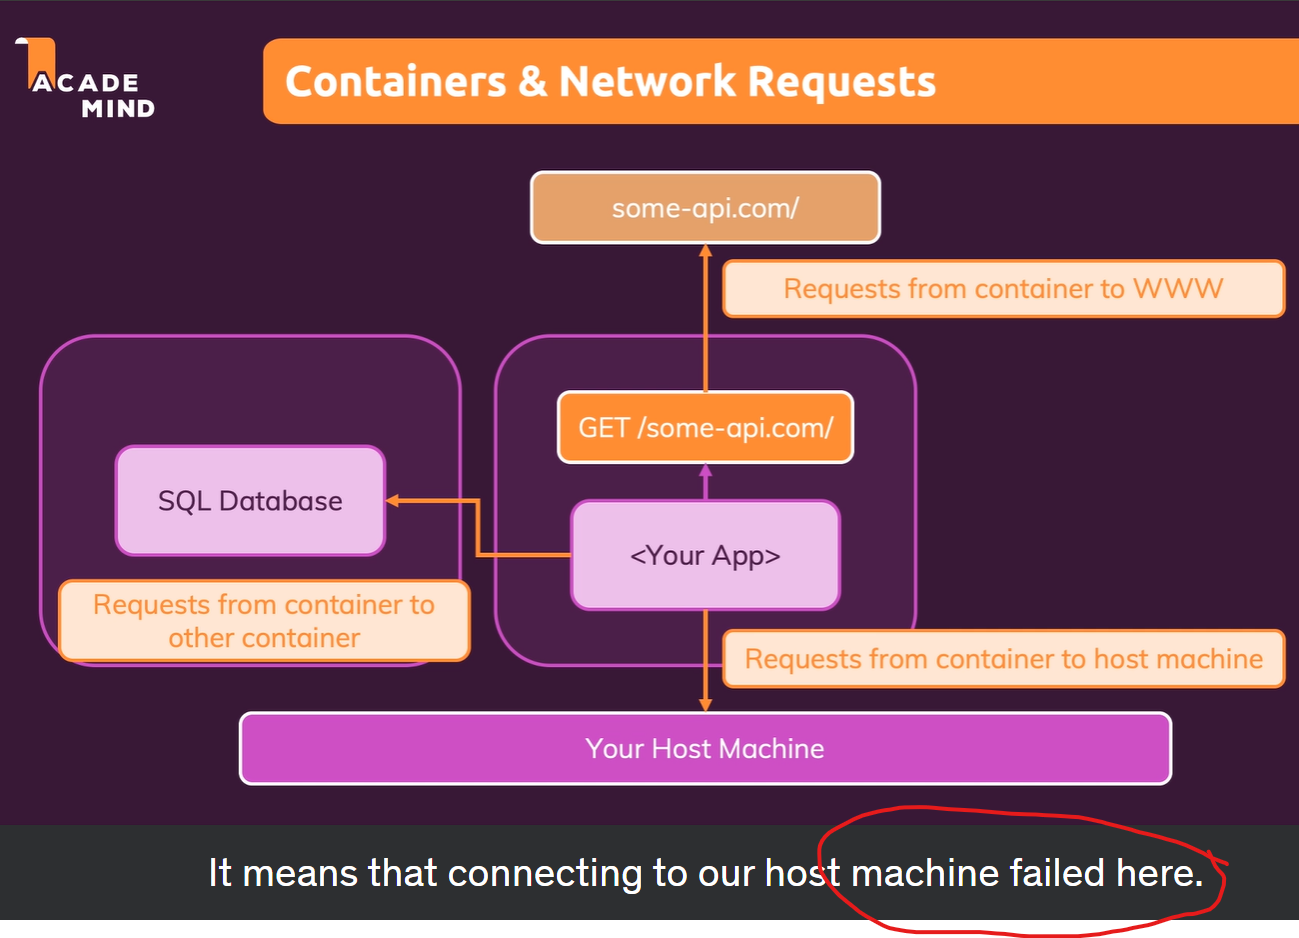 ACADE
MIND
Containers & Network Requests
some-api.com/
Requests from container to WWW
GET /some-api.com/
SQL Database
<Your App>
Requests from container to
other container
Requests from container to host machine
Your Host Machine
It means that connecting to our host machine failed here.